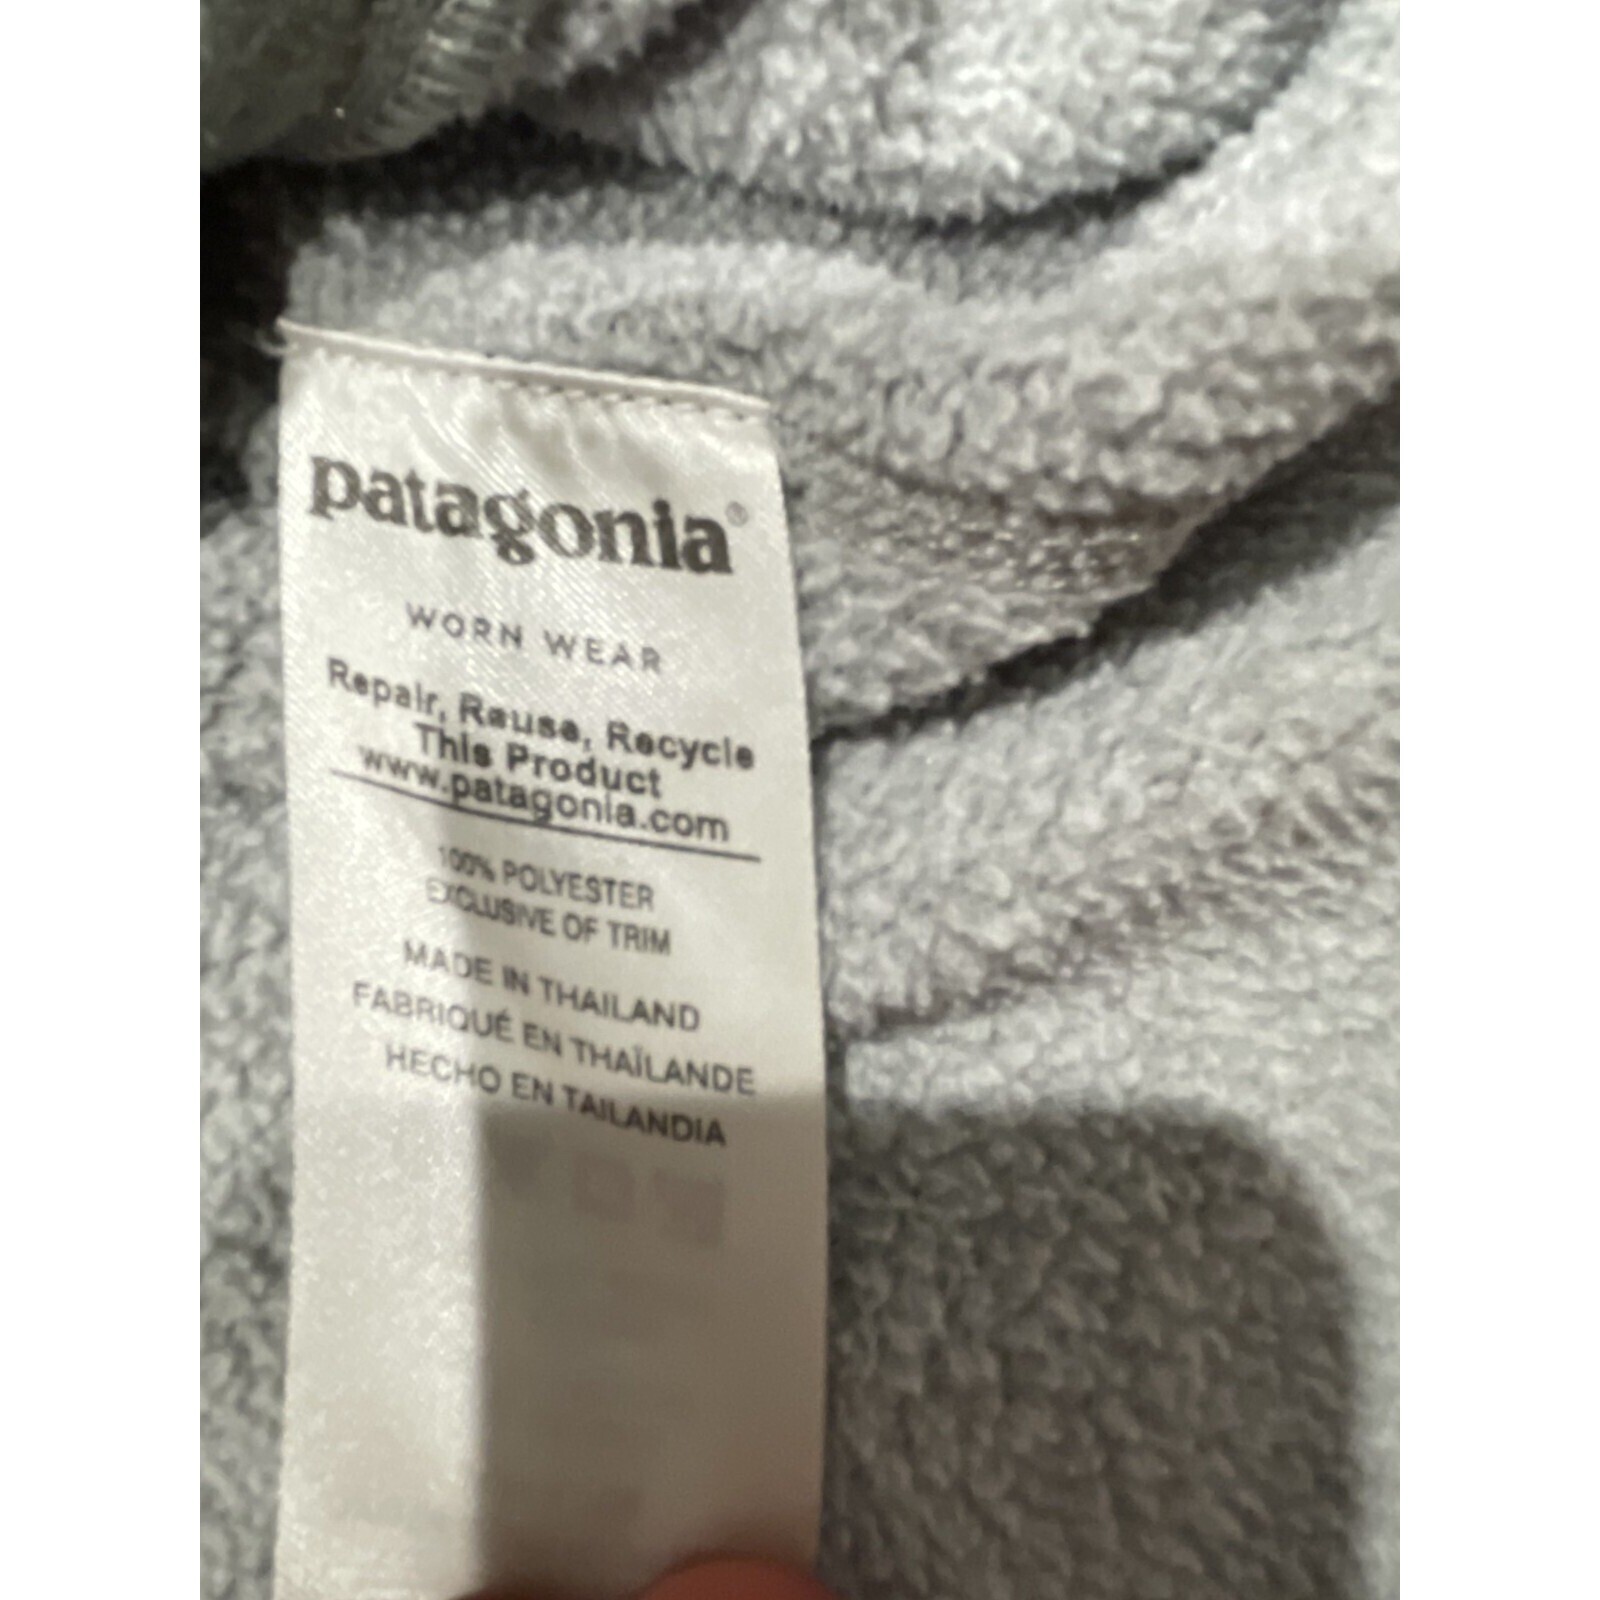 patagonia®
WORN WEAR
Repair, Reuse, Recycle
This Product
www.patagonia.com
100% POLYESTER
EXCLUSIVE OF TRIM
MADE IN THAILAND
FABRIQUÉ EN THAÏLANDE
HECHO EN TAILANDIA